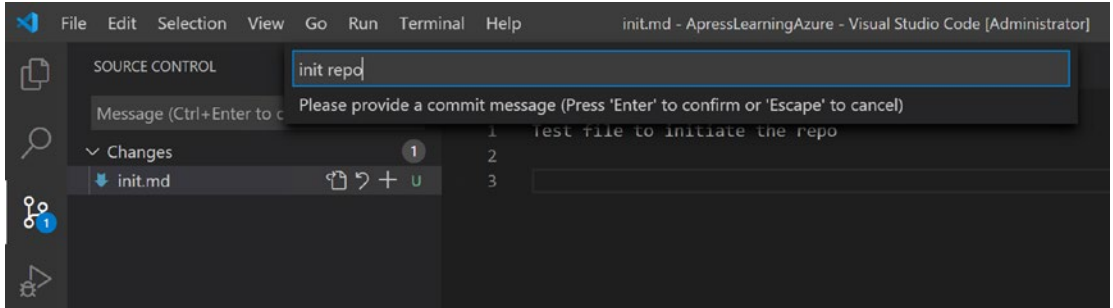 File Edit Selection View Go Run Terminal Help init.md - ApressLearningAzure - Visual Studio Code [Administrator]
SOURCE CONTROL
init repo
Message (Ctrl+Enter to c
Please provide a commit message (Press 'Enter' to confirm or 'Escape' to cancel)
1 Test file to initiate the repo
Changes 1
2
init.md U
3
1